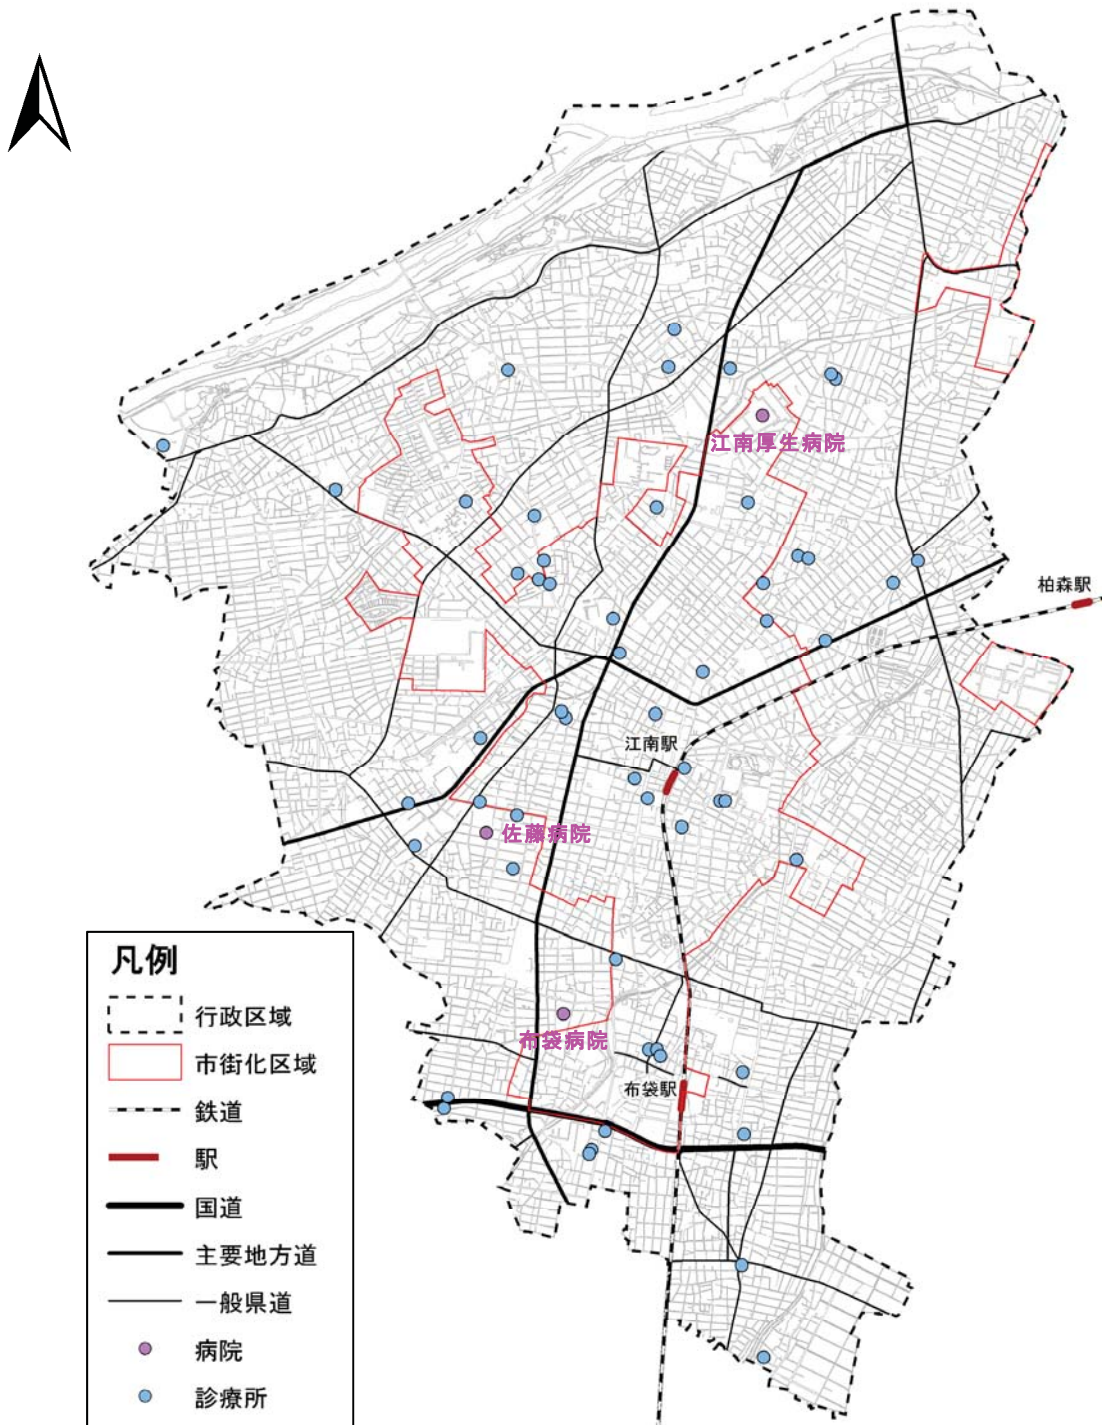 江南厚生病院
柏森駅
江南駅
佐藤病院
布袋病院
布袋駅
凡例
行政区域
市街化区域
鉄道
駅
国道
主要地方道
一般県道
病院
診療所